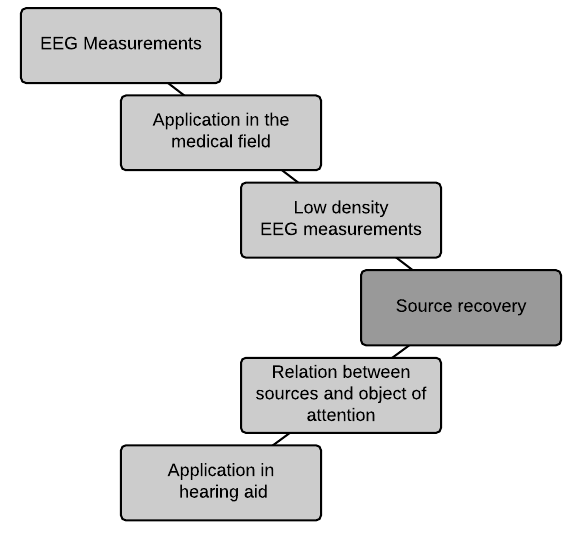 EEG Measurements
Application in the
medical field
Low density
EEG measurements
Source recovery
Relation between
sources and object of
attention
Application in
hearing aid